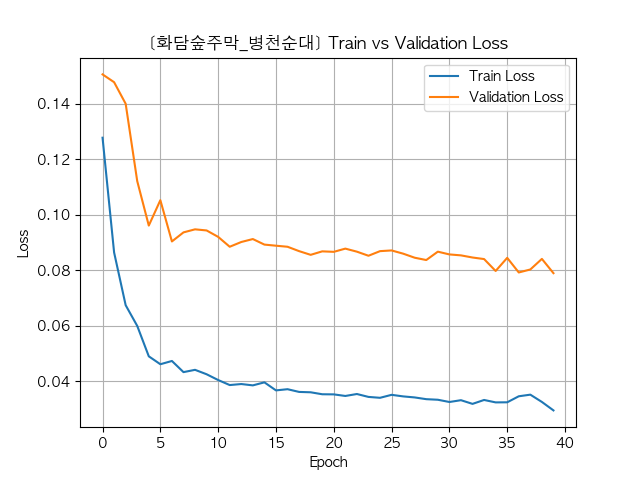 [화담숲주막_병천순대] Train vs Validation Loss
Train Loss
Validation Loss
Loss
0.14
0.12
0.10
0.08
0.06
0.04
0 5 10 15 20 25 30 35 40
Epoch